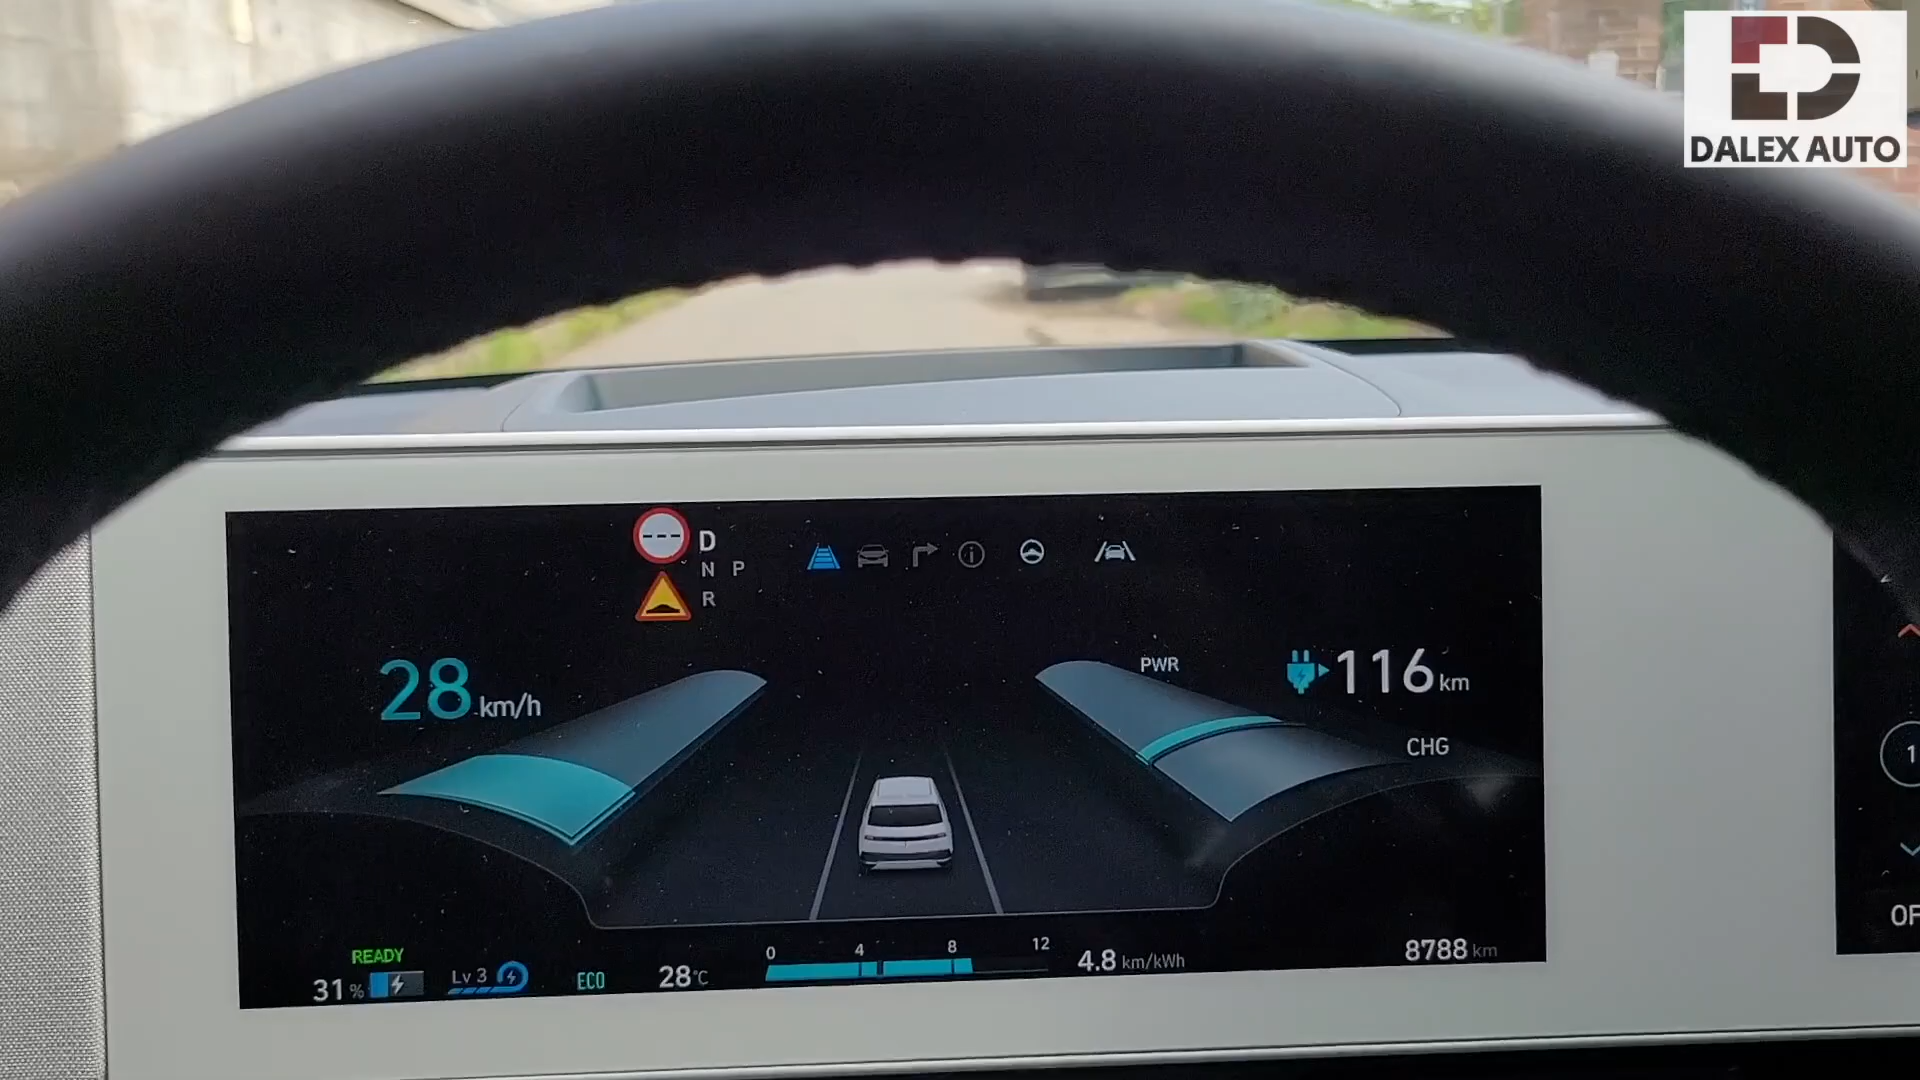 DALEX AUTO
D
N P
R
28 km/h
PWR
116 km
CHG
1
READY
31 %
Lv 3
ECO
28°C
0 4 8 12
4.8 km/kWh
8788 km